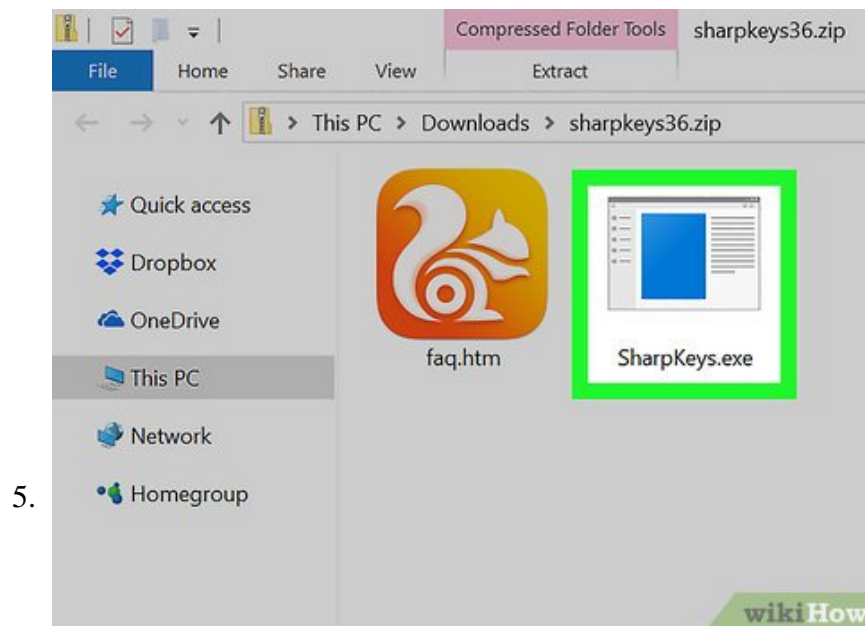 Compressed Folder Tools sharpkeys36.zip
File Home Share View Extract
This PC > Downloads > sharpkeys36.zip
Quick access
Dropbox
OneDrive
This PC
Network
Homegroup
faq.htm SharpKeys.exe
5.
wikiHow